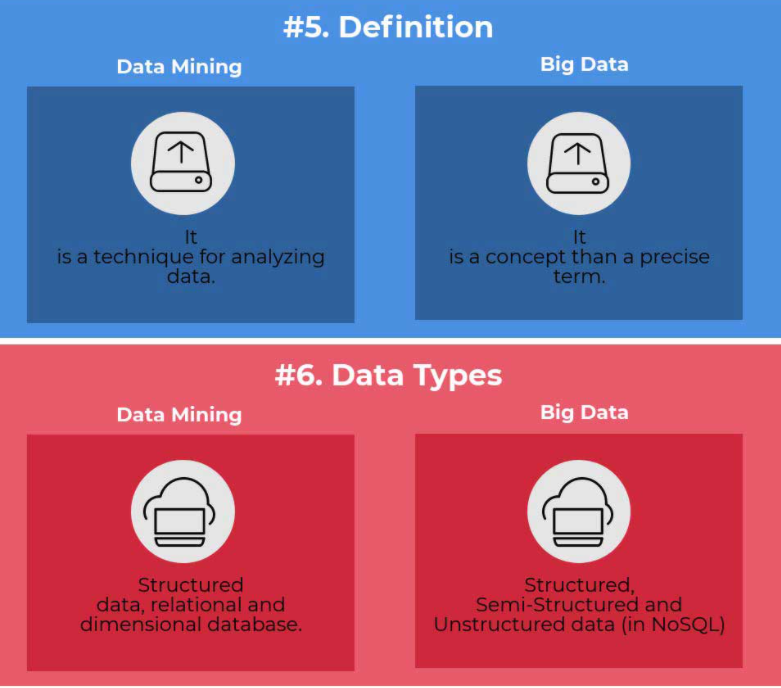 #5. Definition
Data Mining
Big Data
It
is a technique for analyzing
data.
It
is a concept than a precise
term.
#6. Data Types
Data Mining
Big Data
Structured
data, relational and
dimensional database.
Structured,
Semi-Structured and
Unstructured data (in NoSQL)